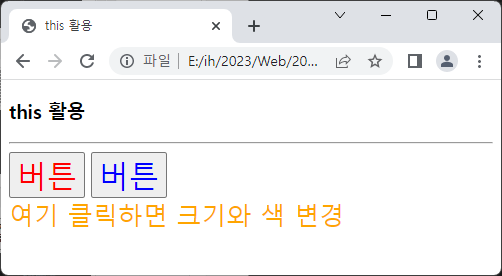 this 활용
파일 E:/ih/2023/Web/20...
this 활용
버튼 버튼
여기 클릭하면 크기와 색 변경